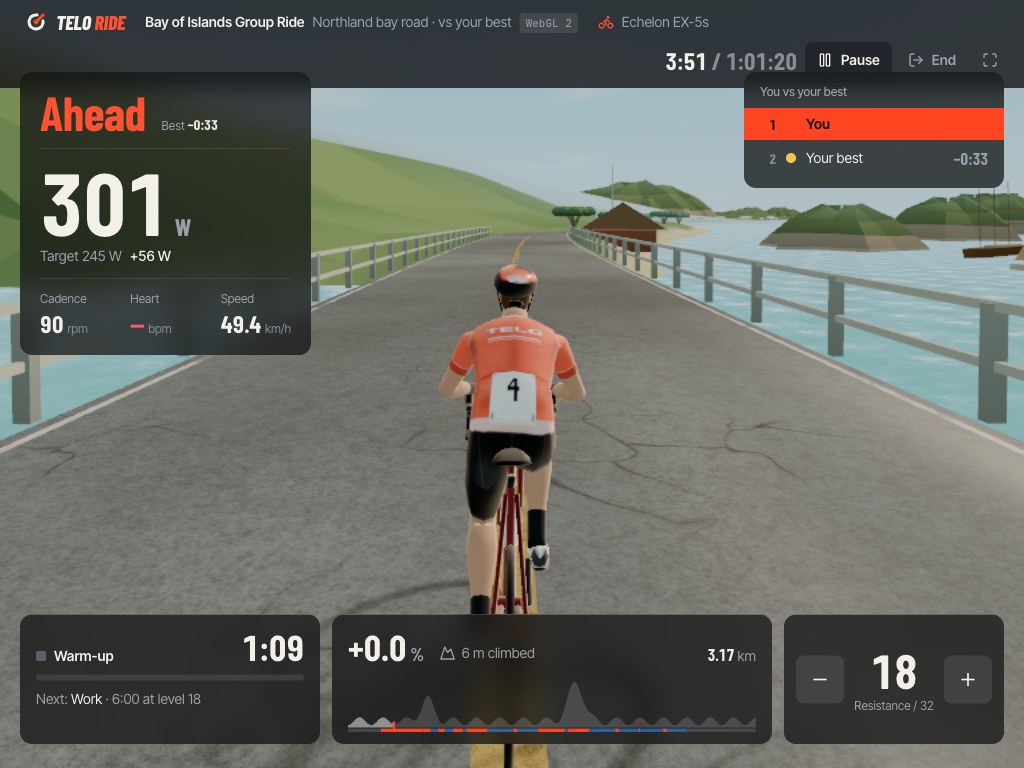 TELO RIDE Bay of Islands Group Ride Northland bay road · vs your best WebGL 2 Echelon EX-5s
3:51 / 1:01:20 Pause End
Ahead Best −0:33
301 W
Target 245 W +56 W
Cadence Heart Speed
90 rpm – bpm 49.4 km/h
You vs your best
1 You
2 Your best −0:33
TELO
4
Warm-up 1:09
Next: Work · 6:00 at level 18
+0.0 % 6 m climbed 3.17 km
− 18 +
Resistance / 32